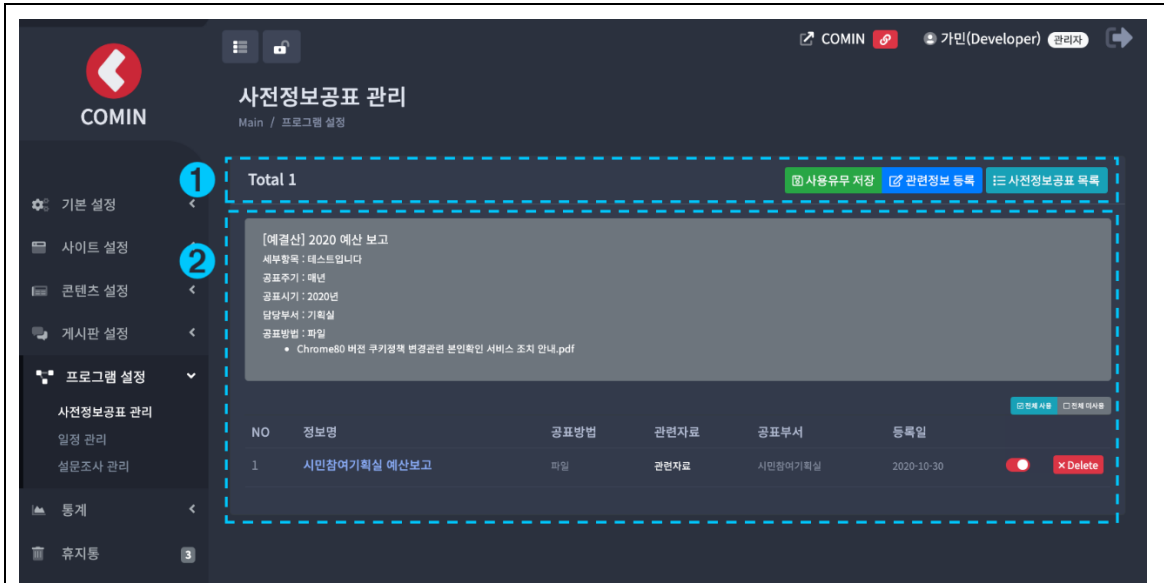 COMIN
가민(Developer) 관리자
COMIN
사전정보공표 관리
Main / 프로그램 설정
1
Total 1
사용유무 저장
관련정보 등록
사전정보공표 목록
기본 설정
사이트 설정
콘텐츠 설정
게시판 설정
프로그램 설정
사전정보공표 관리
일정 관리
설문조사 관리
통계
휴지통 3
2
[예결산] 2020 예산 보고
세부항목 : 테스트입니다
공표주기 : 매년
공표시기 : 2020년
담당부서 : 기획실
공표방법 : 파일
• Chrome80 버전 쿠키정책 변경관련 본인확인 서비스 조치 안내.pdf
전체 사용 전체 미사용
NO 정보명 공표방법 관련자료 공표부서 등록일
1 시민참여기획실 예산보고 파일 관련자료 시민참여기획실 2020-10-30 × Delete